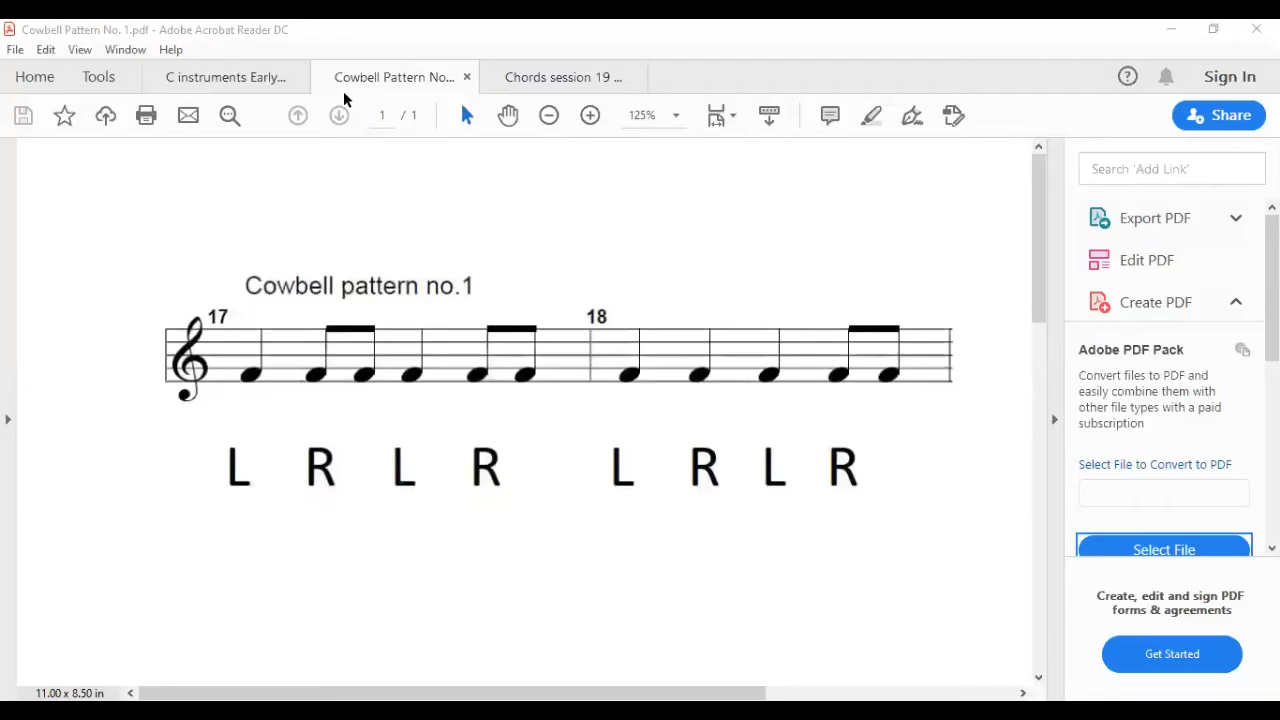 Cowbell Pattern No. 1.pdf - Adobe Acrobat Reader DC
File Edit View Window Help
Home Tools C instruments Early... Cowbell Pattern No... × Chords session 19 ... Sign In
1 / 1 125% Share
Search 'Add Link'
Export PDF
Edit PDF
Create PDF
Adobe PDF Pack
Convert files to PDF and
easily combine them with
other file types with a paid
subscription
Select File to Convert to PDF
Select File
Create, edit and sign PDF
forms & agreements
Get Started
Cowbell pattern no.1
17 18
L R L R L R L R
11.00 x 8.50 in